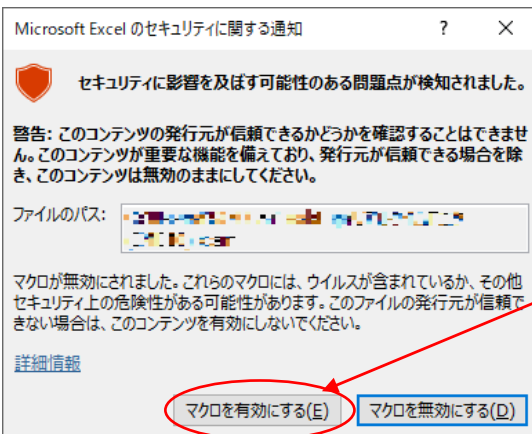 Microsoft Excel のセキュリティに関する通知 ? ×
セキュリティに影響を及ぼす可能性のある問題点が検知されました。
警告: このコンテンツの発行元が信頼できるかどうかを確認することはできませ
ん。このコンテンツが重要な機能を備えており、発行元が信頼できる場合を除
き、このコンテンツは無効のままにしてください。
ファイルのパス:
マクロが無効にされました。これらのマクロには、ウイルスが含まれているか、その他
セキュリティ上の危険性がある可能性があります。このファイルの発行元が信頼で
きない場合は、このコンテンツを有効にしないでください。
詳細情報
マクロを有効にする(E) マクロを無効にする(D)